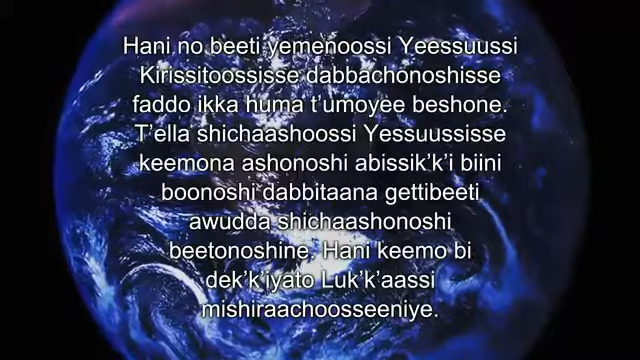 Hani no beeti yemenoossi Yeessuussi
Kirissitoossisse dabbachonoshisse
faddo ikka huma t’umoyee beshone.
T’ella shichaashoossi Yessuussisse
keemona ashonoshi abissik’k’i biini
boonoshi dabbitaana gettibeeti
awudda shichaashonoshi
beetonoshine. Hani keemo bi
dek’k’iyato Luk’k’aassi
mishiraachoosseeniye.